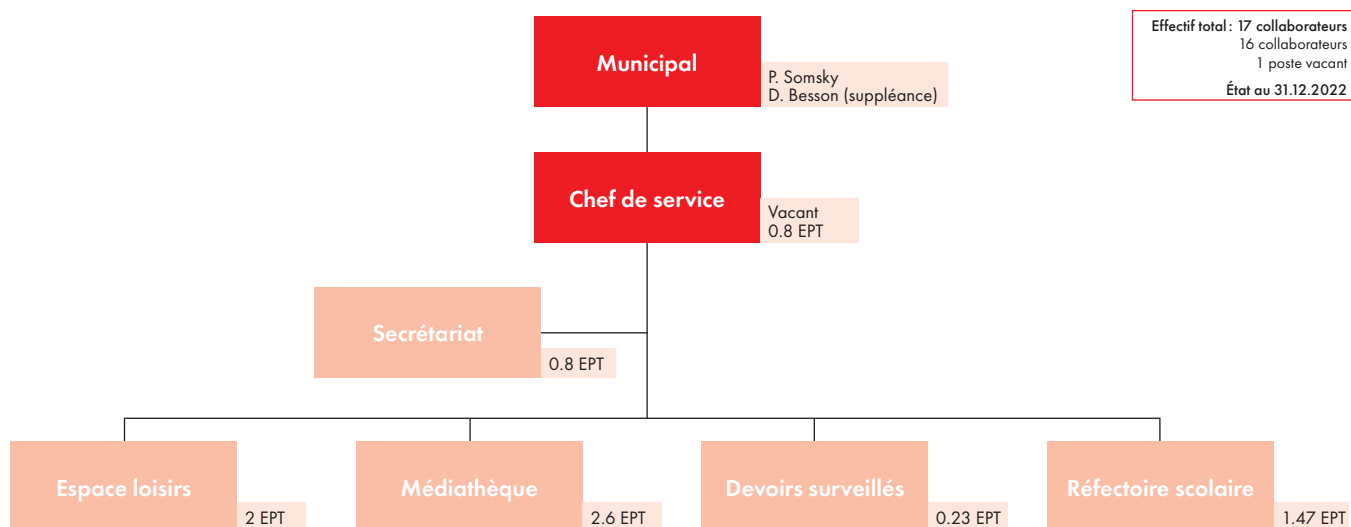 Municipal
P. Somsky
D. Besson (suppléance)
Effectif total : 17 collaborateurs
16 collaborateurs
1 poste vacant
État au 31.12.2022
Chef de service
Vacant
0.8 EPT
Secrétariat
0.8 EPT
Espace loisirs
2 EPT
Médiathèque
2.6 EPT
Devoirs surveillés
0.23 EPT
Réfectoire scolaire
1.47 EPT